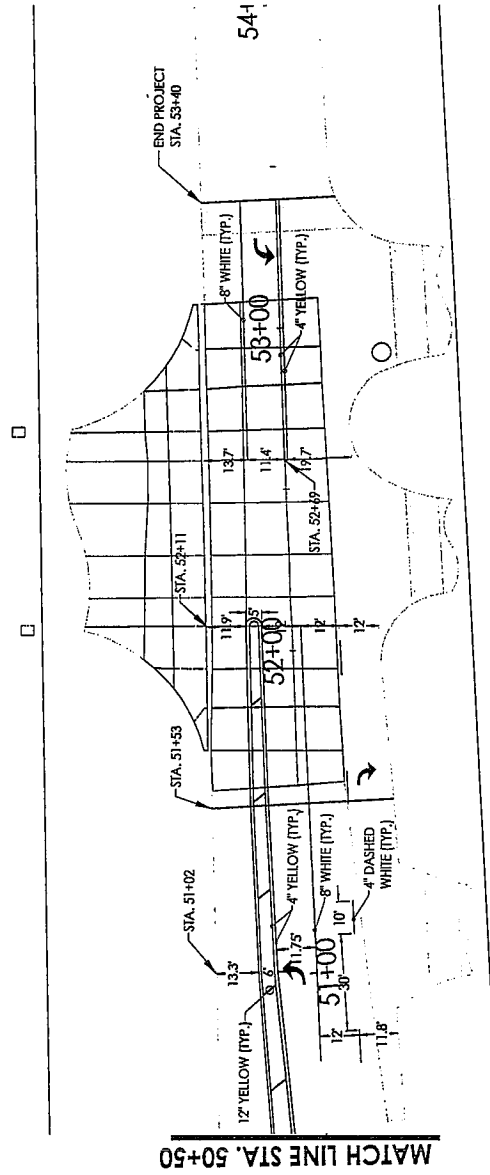 54+
END PROJECT
STA. 53+40
8" WHITE (TYP.)
53+00
4" YELLOW (TYP.)
13.7'
11.4'
19.7'
STA. 52+69
STA. 52+11
11.9'
5'
12'
12'
52+00
STA. 51+53
STA. 51+02
13.3'
6'
4" YELLOW (TYP.)
11.75'
8" WHITE (TYP.)
10'
4" DASHED
WHITE (TYP.)
51+00
30'
12'
11.8'
12" YELLOW (TYP.)
MATCH LINE STA. 50+50